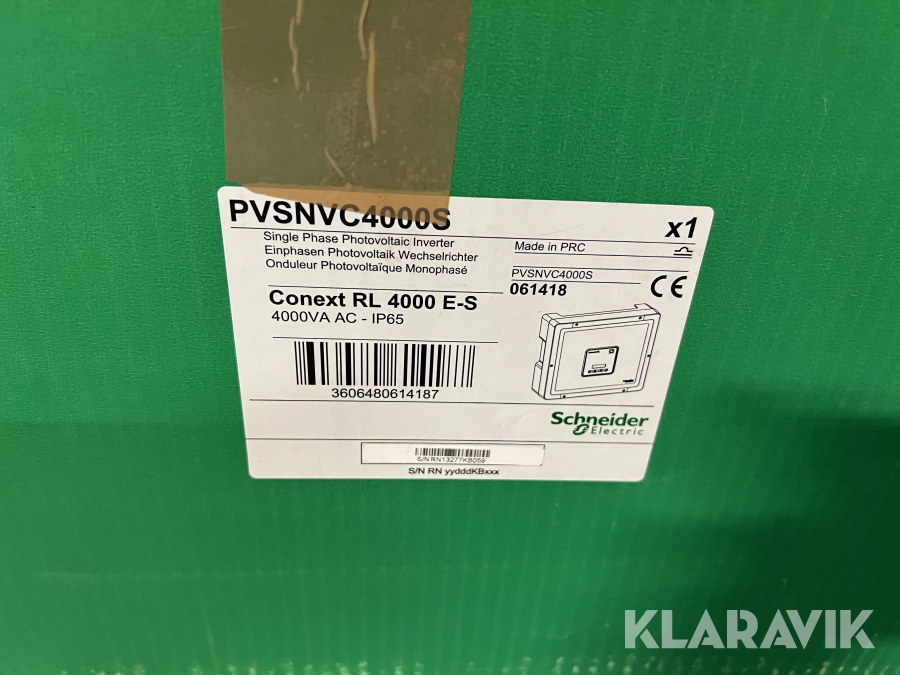 PVSNVC4000S
x1
Single Phase Photovoltaic Inverter
Einphasen Photovoltaik Wechselrichter
Onduleur Photovoltaïque Monophasé
Made in PRC
PVSNVC4000S
061418
CE
Conext RL 4000 E-S
4000VA AC - IP65
3606480614187
Schneider
Electric
S/N RN13277KB059
S/N RN yydddKBxxx
KLARAVIK